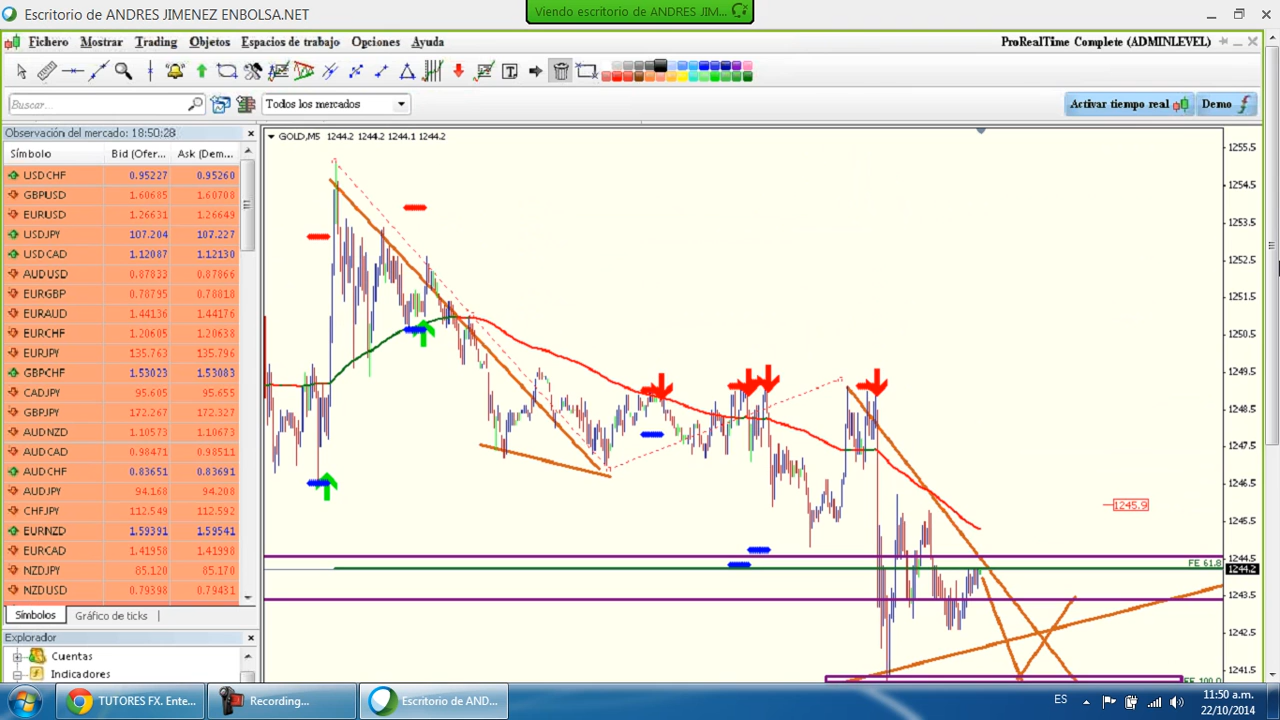 Escritorio de ANDRES JIMENEZ ENBOLSA.NET
Viendo escritorio de ANDRES JIM...
Fichero Mostrar Trading Objetos Espacios de trabajo Opciones Ayuda
ProRealTime Complete (ADMINLEVEL)
Buscar...
Todos los mercados
Activar tiempo real
Demo
Observación del mercado: 18:50:28
Símbolo Bid (Ofer... Ask (Dem...
USDCHF 0.95227 0.95260
GBPUSD 1.60685 1.60708
EURUSD 1.26631 1.26649
USDJPY 107.204 107.227
USDCAD 1.12087 1.12130
AUDUSD 0.87833 0.87866
EURGBP 0.78795 0.78818
EURAUD 1.44136 1.44176
EURCHF 1.20605 1.20638
EURJPY 135.763 135.796
GBPCHF 1.53023 1.53083
CADJPY 95.605 95.655
GBPJPY 172.267 172.327
AUDNZD 1.10573 1.10673
AUDCAD 0.98471 0.98511
AUDCHF 0.83651 0.83691
AUDJPY 94.168 94.208
CHFJPY 112.549 112.592
EURNZD 1.59391 1.59541
EURCAD 1.41958 1.41998
NZDJPY 85.120 85.170
NZDUSD 0.79398 0.79431
Símbolos Gráfico de ticks
Explorador
Cuentas
Indicadores
GOLD,M5 1244.2 1244.2 1244.1 1244.2
1255.5
1254.5
1253.5
1252.5
1251.5
1250.5
1249.5
1248.5
1247.5
1246.5
1245.9
1245.5
1244.5
FE 61.8
1244.2
1243.5
1242.5
1241.5
FE 100.0
TUTORES FX. Ente...
Recording...
Escritorio de AND...
ES
11:50 a.m.
22/10/2014